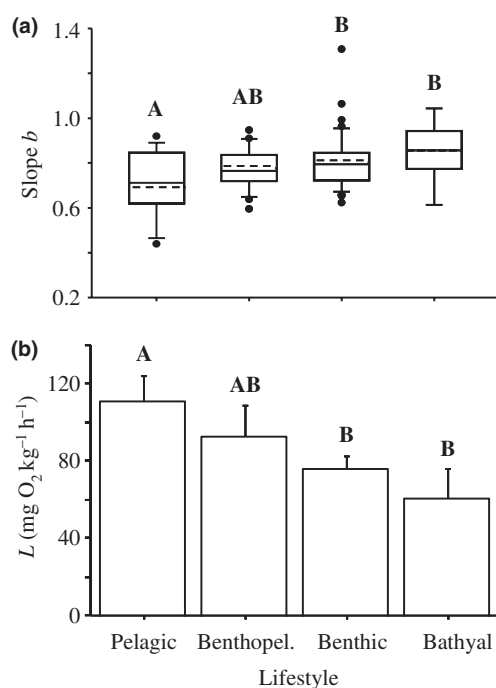 (a)
1.4
1.0
0.6
0.2
Slope b
A
AB
B
B
(b)
120
80
40
0
L (mg O₂ kg⁻¹ h⁻¹)
A
AB
B
B
Pelagic Benthopel. Benthic Bathyal
Lifestyle